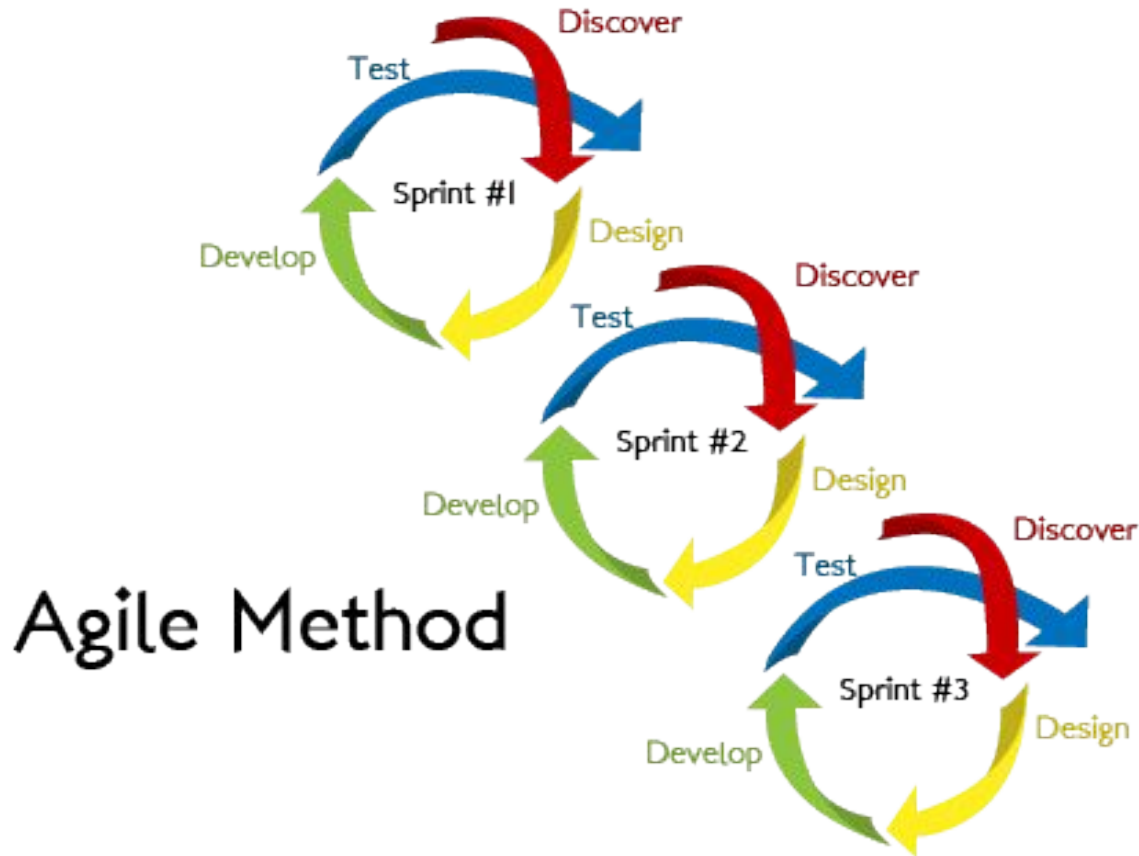 Discover
Test
Sprint #1
Design
Develop
Discover
Test
Sprint #2
Design
Develop
Discover
Test
Agile Method
Sprint #3
Design
Develop